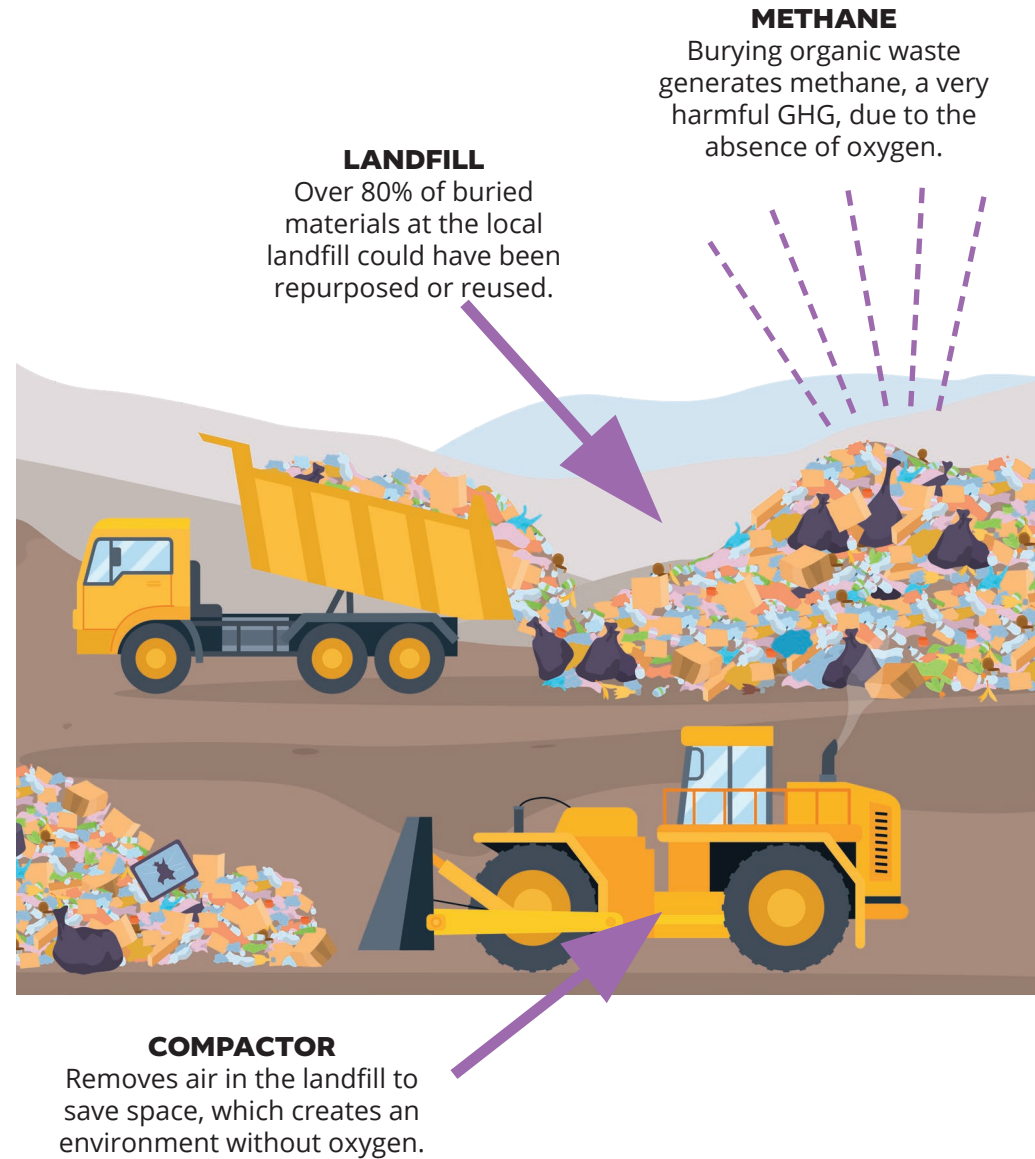 METHANE
Burying organic waste
generates methane, a very
harmful GHG, due to the
absence of oxygen.
LANDFILL
Over 80% of buried
materials at the local
landfill could have been
repurposed or reused.
COMPACTOR
Removes air in the landfill to
save space, which creates an
environment without oxygen.